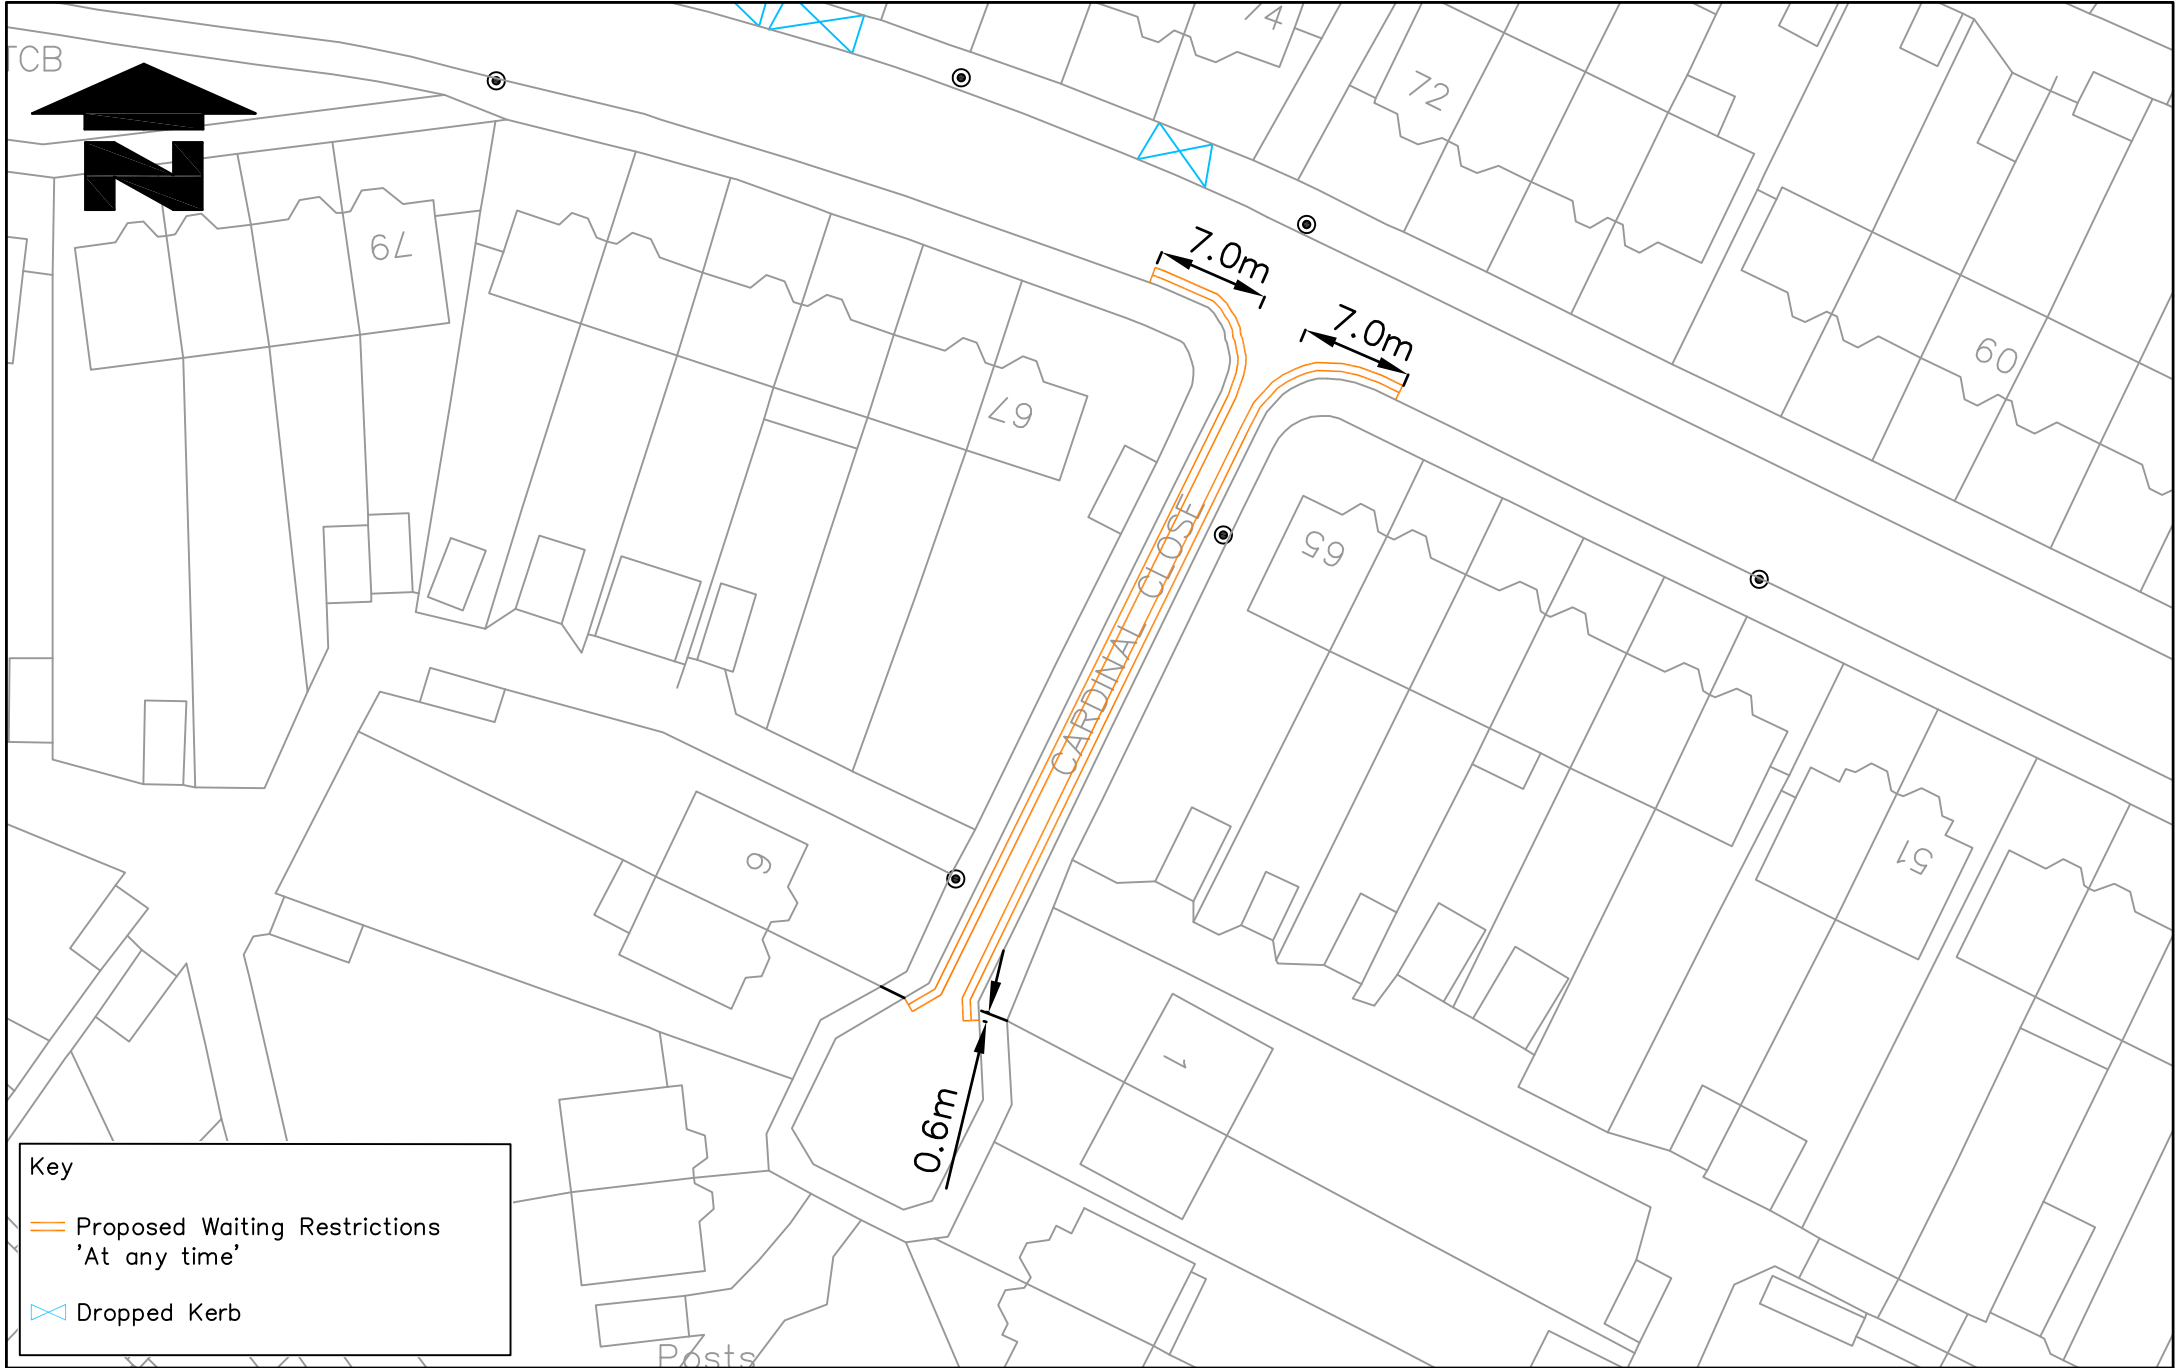 74
TCB
72
N
79
7.0m
7.0m
60
67
65
CARDINAL CLOSE
51
6
1
0.6m
Key
Proposed Waiting Restrictions
'At any time'
Dropped Kerb
Posts